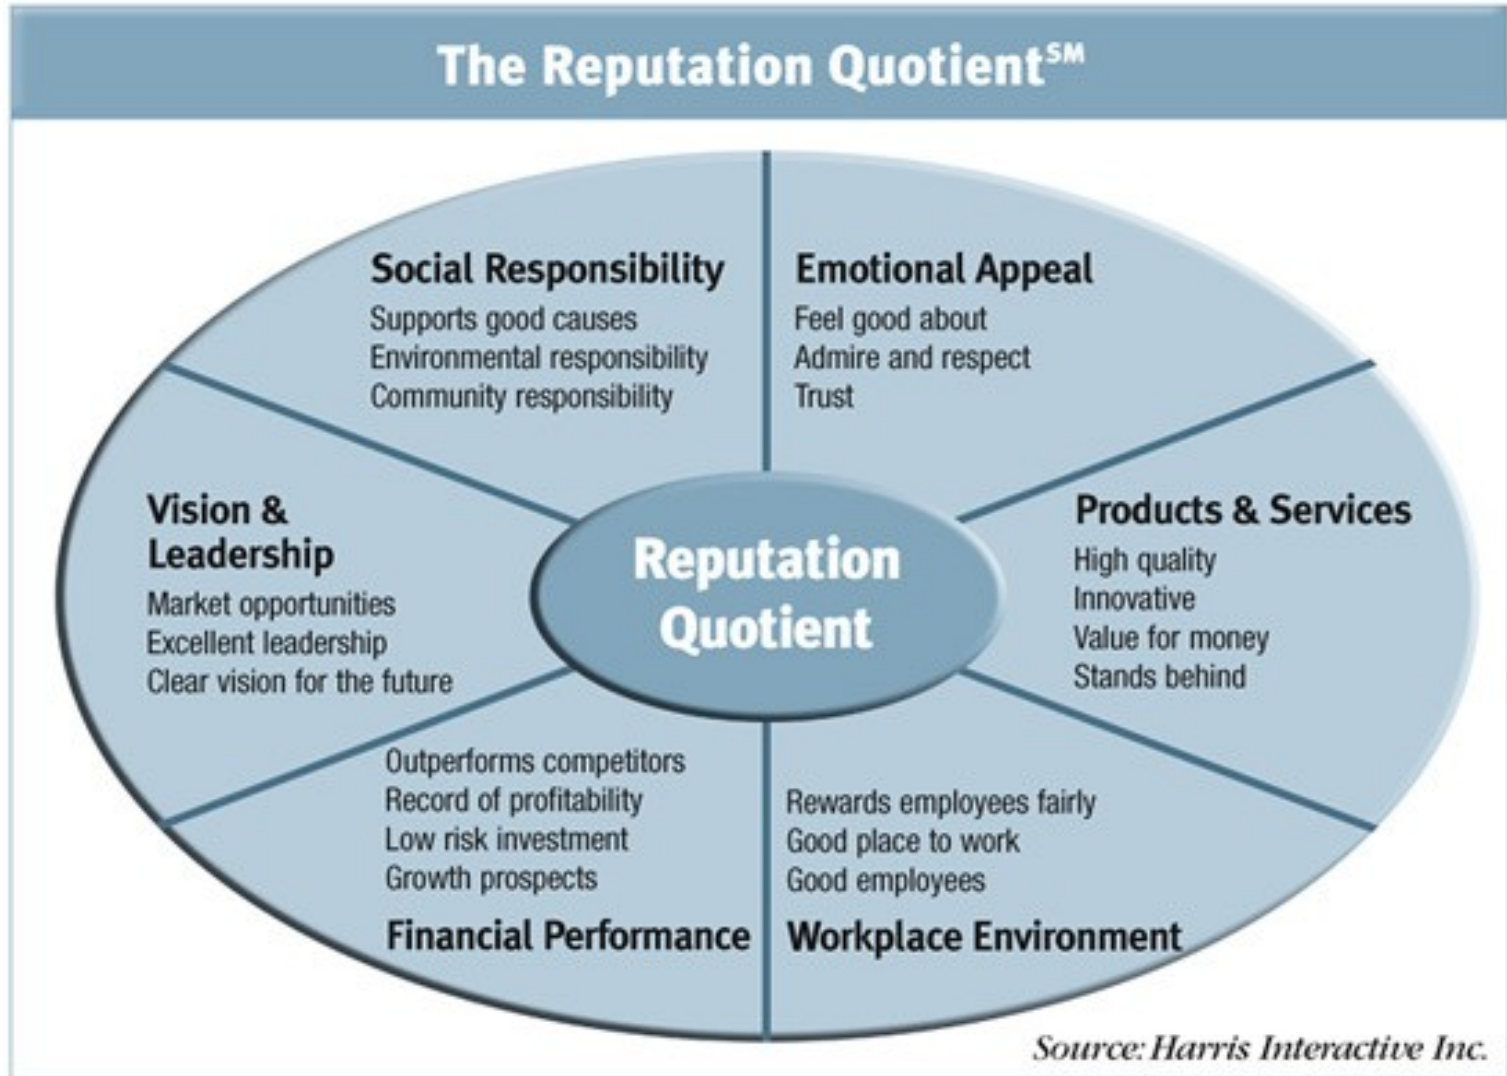 The Reputation Quotient℠
Social Responsibility
Supports good causes
Environmental responsibility
Community responsibility
Emotional Appeal
Feel good about
Admire and respect
Trust
Vision &
Leadership
Market opportunities
Excellent leadership
Clear vision for the future
Reputation
Quotient
Products & Services
High quality
Innovative
Value for money
Stands behind
Outperforms competitors
Record of profitability
Low risk investment
Growth prospects
Financial Performance
Rewards employees fairly
Good place to work
Good employees
Workplace Environment
Source: Harris Interactive Inc.